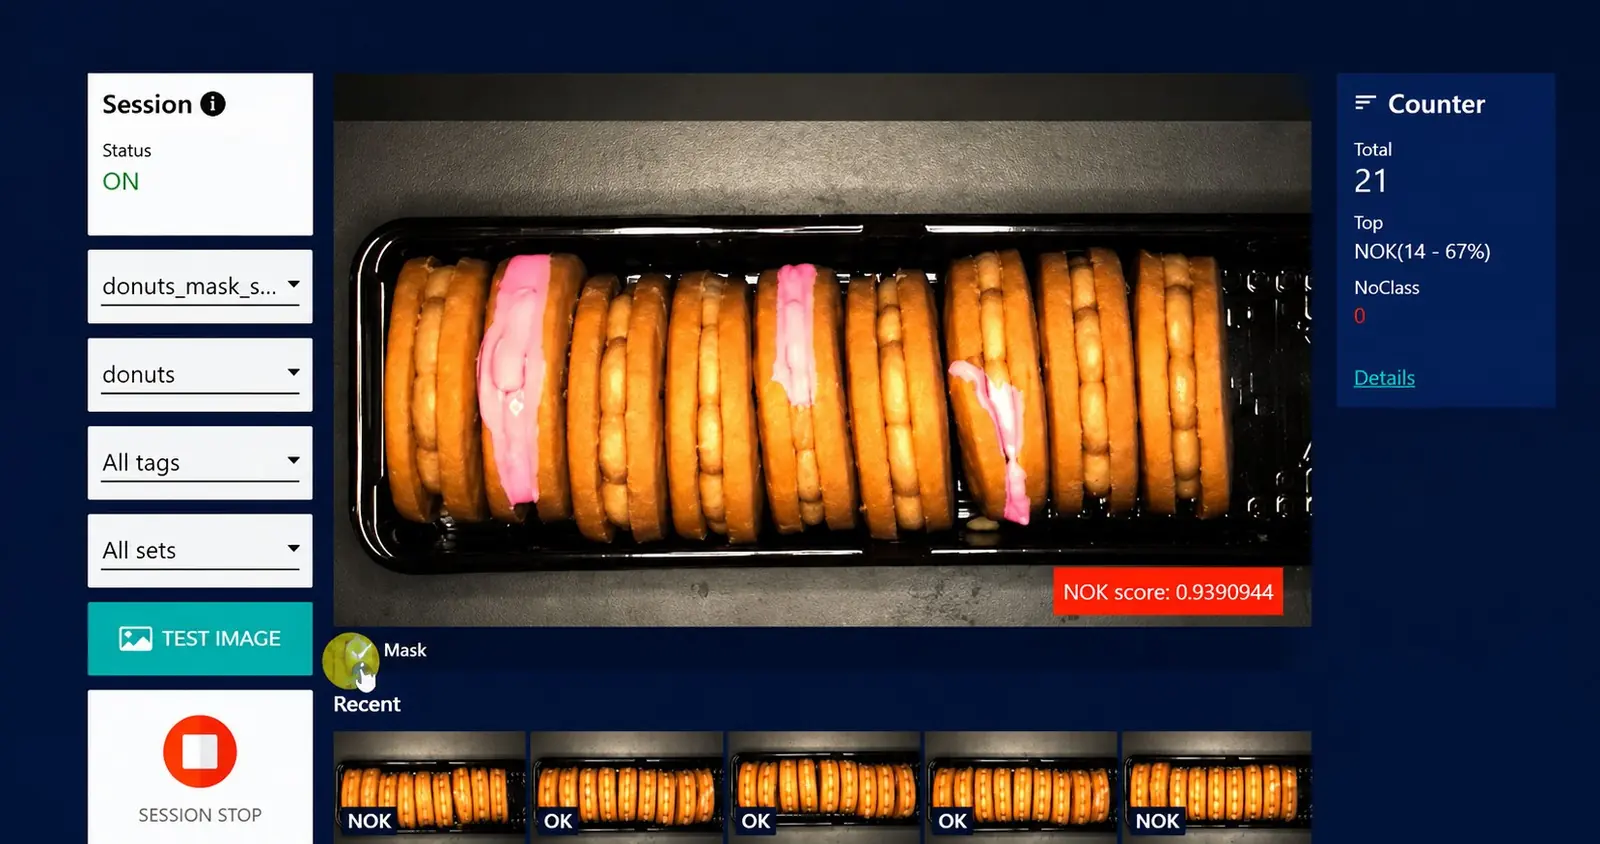 Session
Status
ON
donuts_mask_s...
donuts
All tags
All sets
TEST IMAGE
SESSION STOP
NOK score: 0.9390944
Mask
Recent
NOK
OK
OK
OK
NOK
Counter
Total
21
Top
NOK(14 - 67%)
NoClass
0
Details